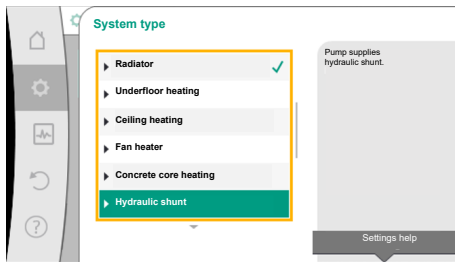 System type
Radiator
Underfloor heating
Ceiling heating
Fan heater
Concrete core heating
Hydraulic shunt
Pump supplies
hydraulic shunt.
Settings help
?